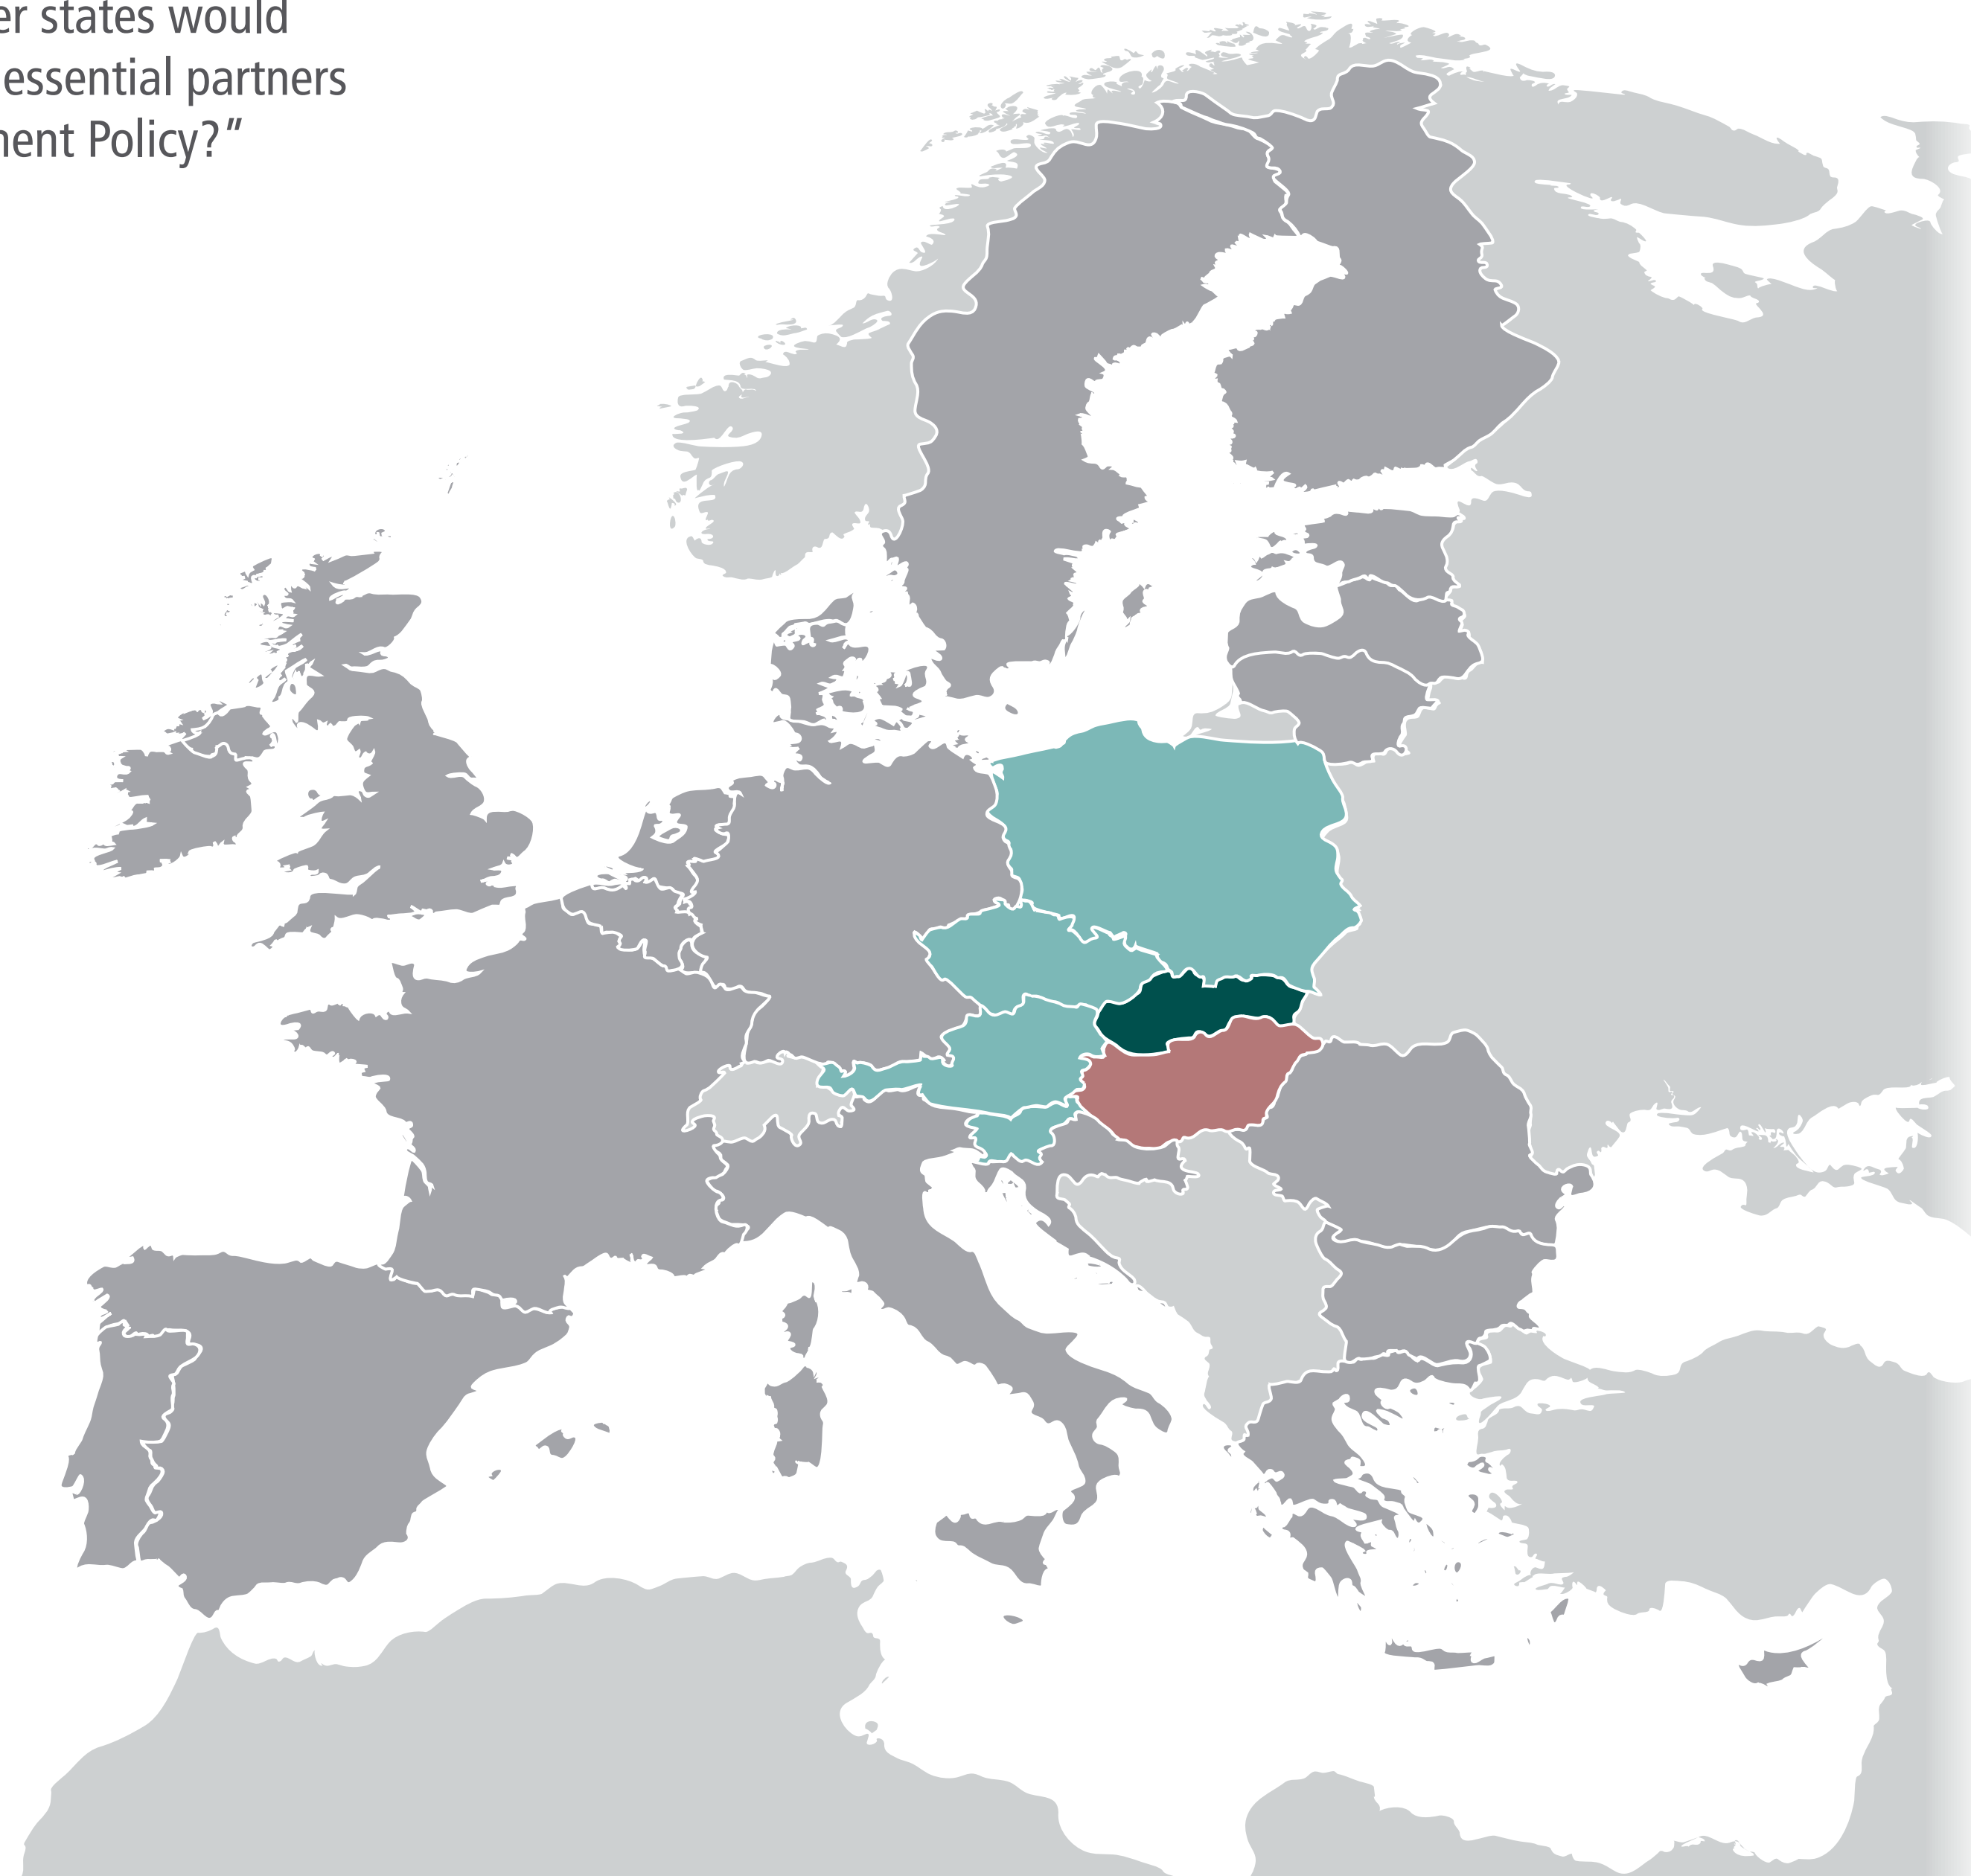 er states would
essential partners
nent Policy? ”